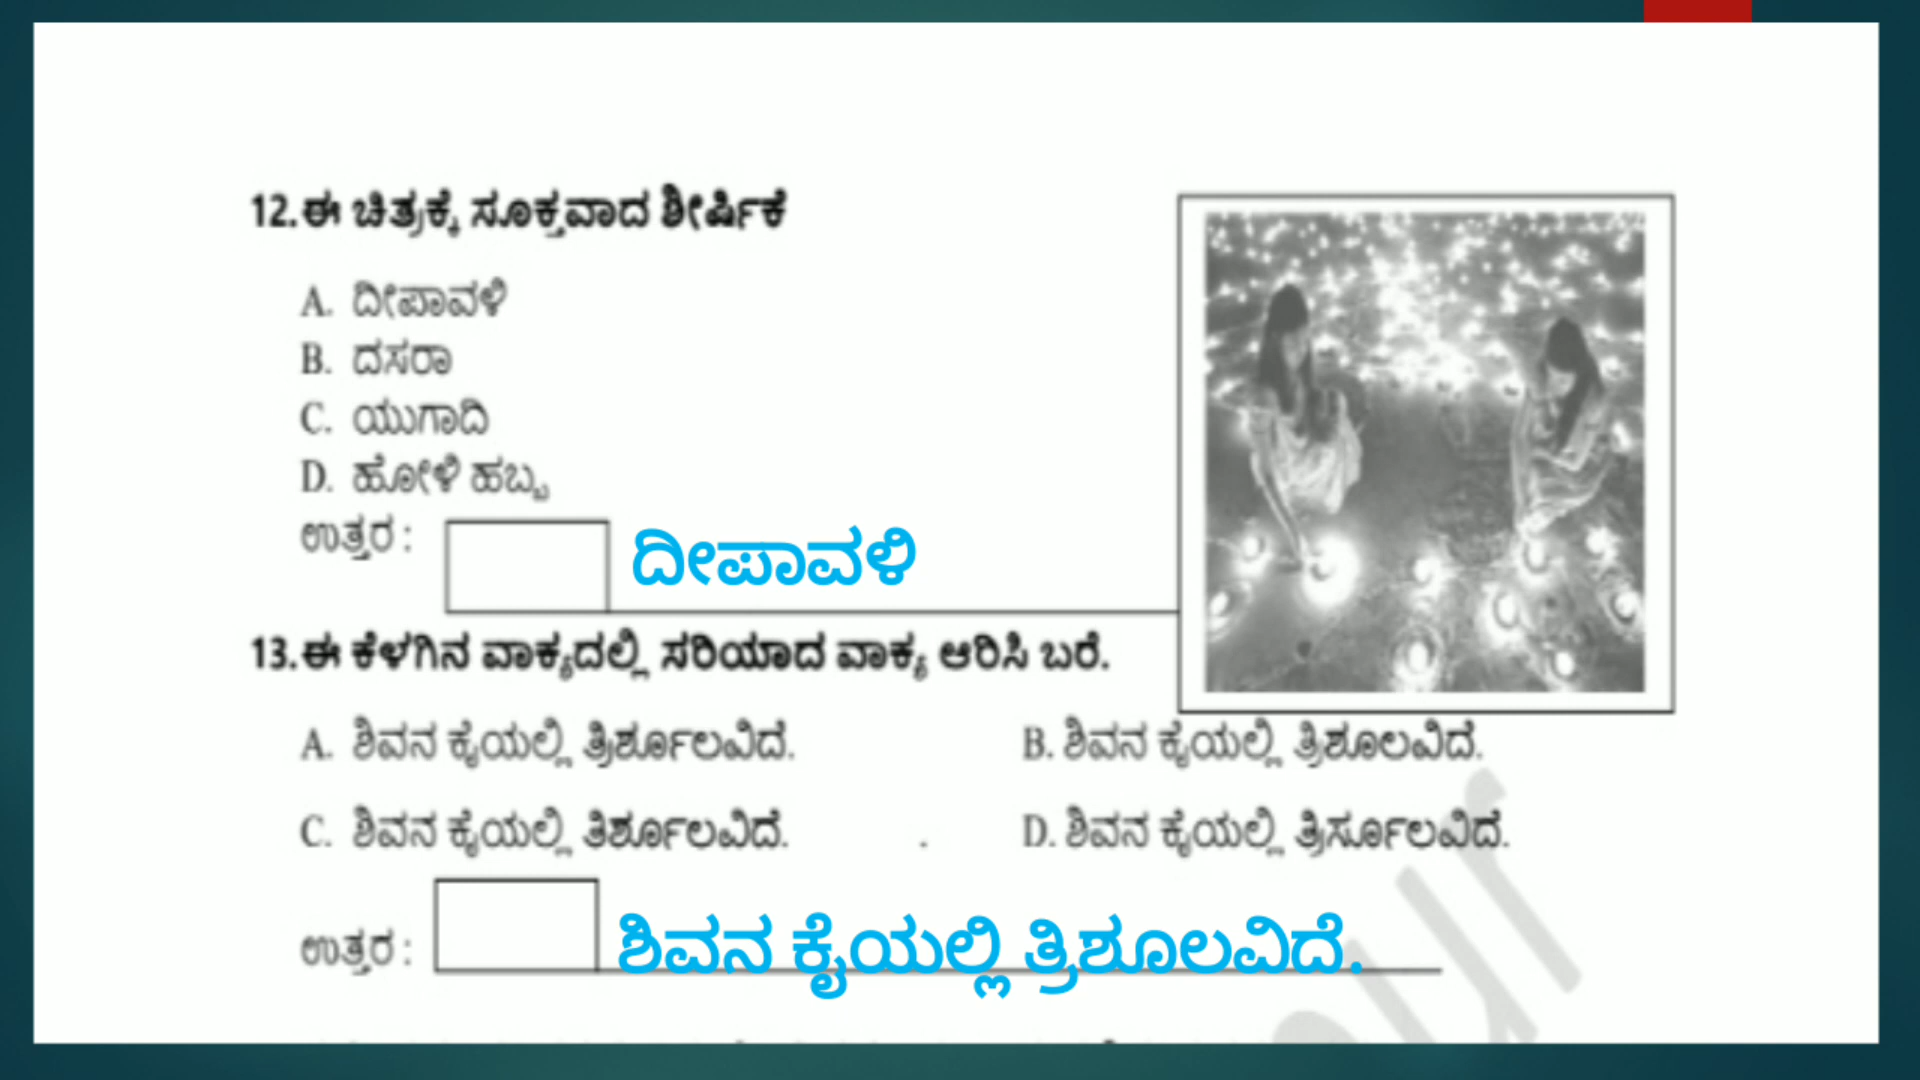 12.ಈ ಚಿತ್ರಕ್ಕೆ ಸೂಕ್ತವಾದ ಶೀರ್ಷಿಕೆ
A. ದೀಪಾವಳಿ
B. ದಸರಾ
C. ಯುಗಾದಿ
D. ಹೋಳಿ ಹಬ್ಬ
ಉತ್ತರ : ದೀಪಾವಳಿ
13.ಈ ಕೆಳಗಿನ ವಾಕ್ಯದಲ್ಲಿ ಸರಿಯಾದ ವಾಕ್ಯ ಆರಿಸಿ ಬರೆ.
A. ಶಿವನ ಕೈಯಲ್ಲಿ ತ್ರಿರ್ಶೂಲವಿದೆ. B. ಶಿವನ ಕೈಯಲ್ಲಿ ತ್ರಿಶೂಲವಿದೆ.
C. ಶಿವನ ಕೈಯಲ್ಲಿ ತಿರ್ಶೂಲವಿದೆ. . D. ಶಿವನ ಕೈಯಲ್ಲಿ ತ್ರಿರ್ಸೂಲವಿದೆ.
ಉತ್ತರ : ಶಿವನ ಕೈಯಲ್ಲಿ ತ್ರಿಶೂಲವಿದೆ.